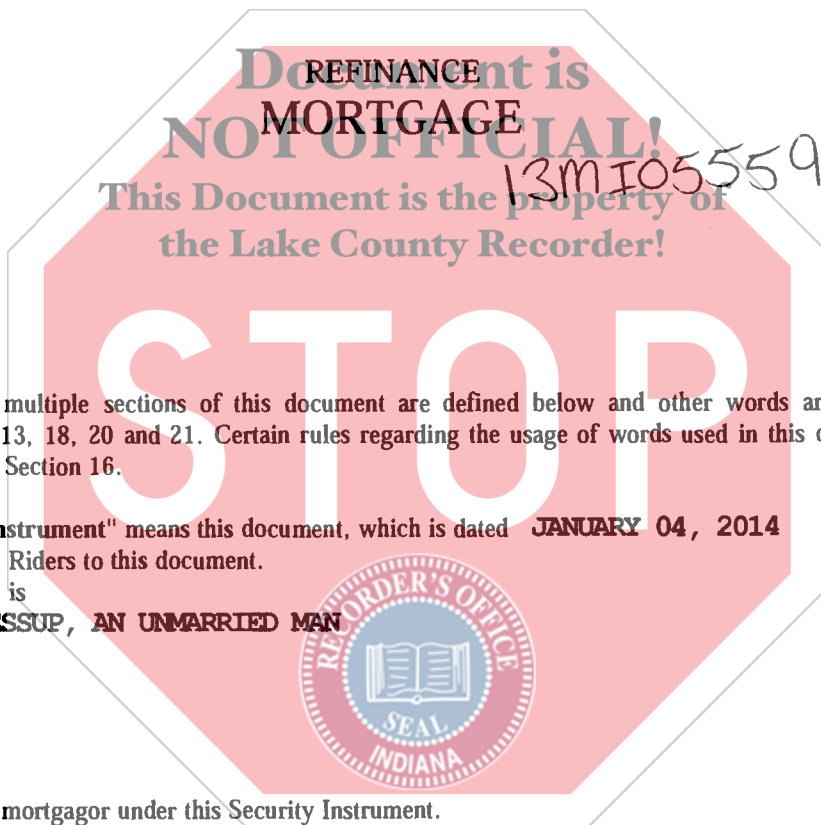 Document is
REFINANCE
MORTGAGE
NOT OFFICIAL!
13MI05559
This Document is the property of
the Lake County Recorder!
STOP
multiple sections of this document are defined below and other words
13, 18, 20 and 21. Certain rules regarding the usage of words used in this
Section 16.
strument" means this document, which is dated JANUARY 04, 2014
Riders to this document.
is
SSUP, AN UNMARRIED MAN
RECORDER'S OFFICE
SEAL
INDIANA
mortgagor under this Security Instrument.